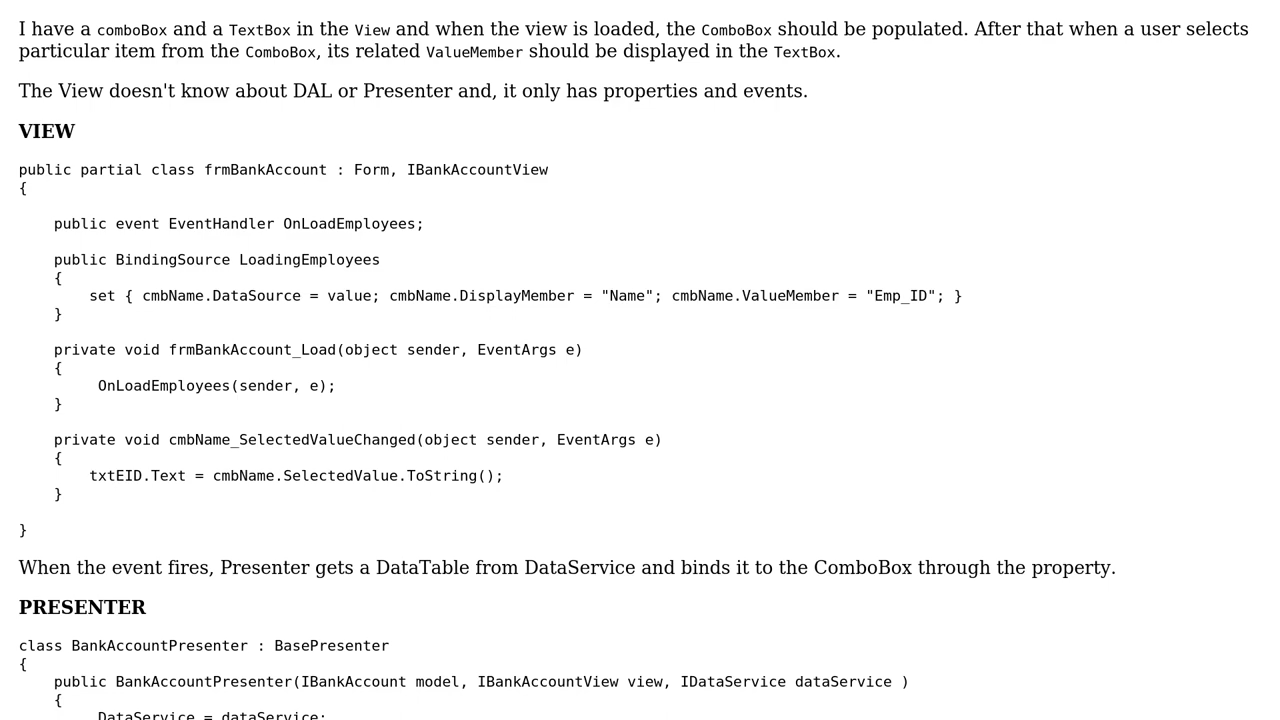 I have a comboBox and a TextBox in the View and when the view is loaded, the ComboBox should be populated. After that when a user selects
particular item from the ComboBox, its related ValueMember should be displayed in the TextBox.
The View doesn't know about DAL or Presenter and, it only has properties and events.
VIEW
public partial class frmBankAccount : Form, IBankAccountView
{
    public event EventHandler OnLoadEmployees;
    public BindingSource LoadingEmployees
    {
        set { cmbName.DataSource = value; cmbName.DisplayMember = "Name"; cmbName.ValueMember = "Emp_ID"; }
    }
    private void frmBankAccount_Load(object sender, EventArgs e)
    {
         OnLoadEmployees(sender, e);
    }
    private void cmbName_SelectedValueChanged(object sender, EventArgs e)
    {
        txtEID.Text = cmbName.SelectedValue.ToString();
    }
}
When the event fires, Presenter gets a DataTable from DataService and binds it to the ComboBox through the property.
PRESENTER
class BankAccountPresenter : BasePresenter
{
    public BankAccountPresenter(IBankAccount model, IBankAccountView view, IDataService dataService )
    {
         DataService = dataService;